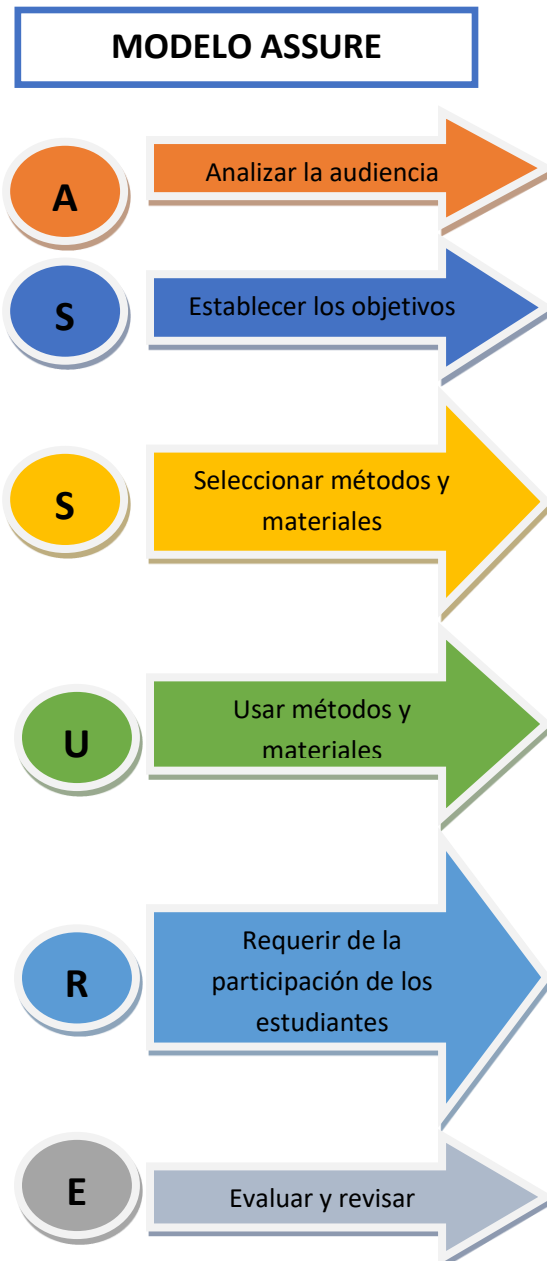 MODELO ASSURE
A
Analizar la audiencia
S
Establecer los objetivos
S
Seleccionar métodos y
materiales
U
Usar métodos y
materiales
R
Requerir de la
participación de los
estudiantes
E
Evaluar y revisar